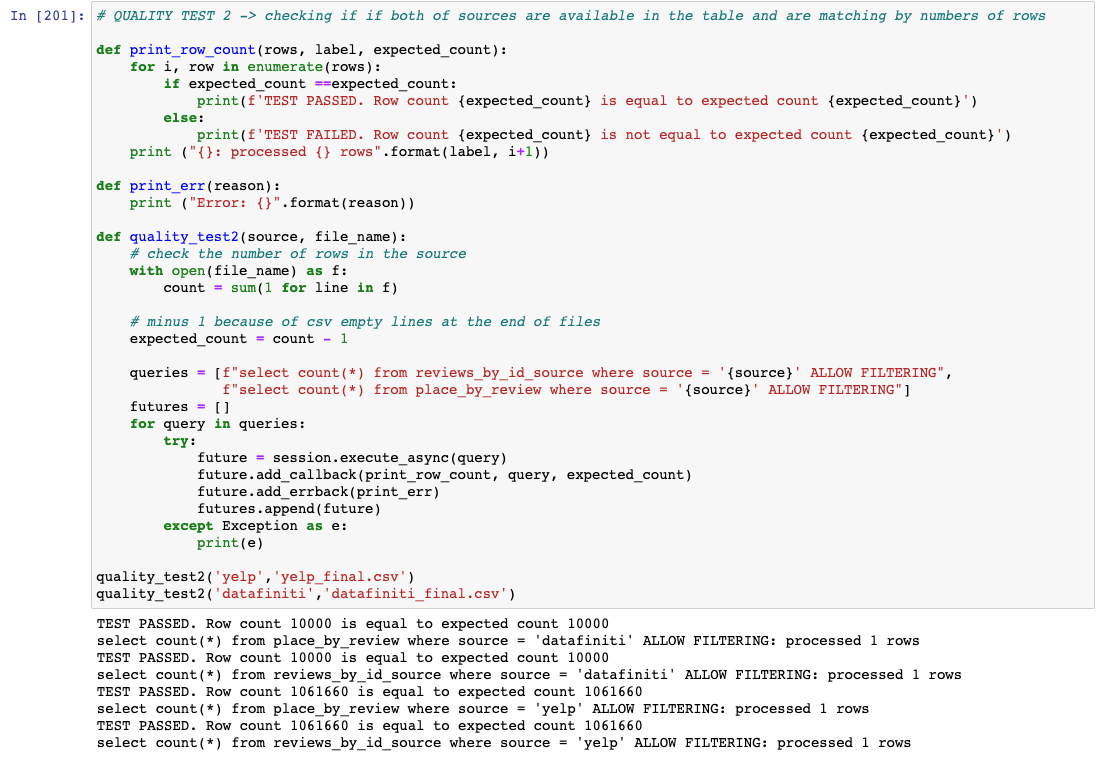 In [201]: # QUALITY TEST 2 -> checking if if both of sources are available in the table and are matching by numbers of rows
def print_row_count(rows, label, expected_count):
    for i, row in enumerate(rows):
        if expected_count ==expected_count:
            print(f'TEST PASSED. Row count {expected_count} is equal to expected count {expected_count}')
        else:
            print(f'TEST FAILED. Row count {expected_count} is not equal to expected count {expected_count}')
    print ("{}: processed {} rows".format(label, i+1))
def print_err(reason):
    print ("Error: {}".format(reason))
def quality_test2(source, file_name):
    # check the number of rows in the source
    with open(file_name) as f:
        count = sum(1 for line in f)
    # minus 1 because of csv empty lines at the end of files
    expected_count = count - 1
    queries = [f"select count(*) from reviews_by_id_source where source = '{source}' ALLOW FILTERING",
               f"select count(*) from place_by_review where source = '{source}' ALLOW FILTERING"]
    futures = []
    for query in queries:
        try:
            future = session.execute_async(query)
            future.add_callback(print_row_count, query, expected_count)
            future.add_errback(print_err)
            futures.append(future)
        except Exception as e:
            print(e)
quality_test2('yelp','yelp_final.csv')
quality_test2('datafiniti','datafiniti_final.csv')
TEST PASSED. Row count 10000 is equal to expected count 10000
select count(*) from place_by_review where source = 'datafiniti' ALLOW FILTERING: processed 1 rows
TEST PASSED. Row count 10000 is equal to expected count 10000
select count(*) from reviews_by_id_source where source = 'datafiniti' ALLOW FILTERING: processed 1 rows
TEST PASSED. Row count 1061660 is equal to expected count 1061660
select count(*) from place_by_review where source = 'yelp' ALLOW FILTERING: processed 1 rows
TEST PASSED. Row count 1061660 is equal to expected count 1061660
select count(*) from reviews_by_id_source where source = 'yelp' ALLOW FILTERING: processed 1 rows